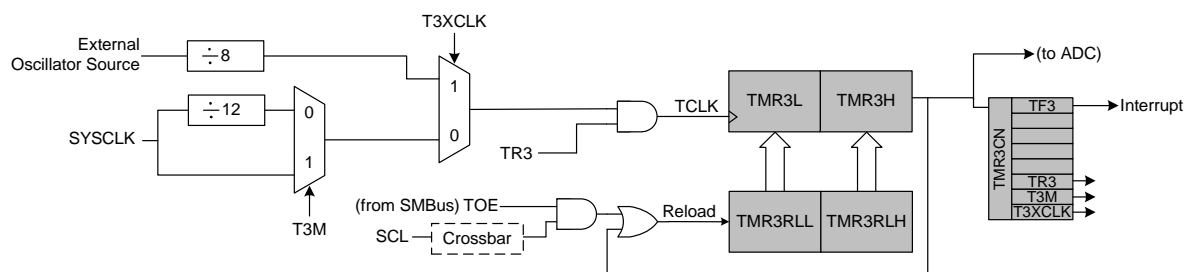 T3XCLK
External
Oscillator Source
÷8
1
0
(to ADC)
÷12
0
1
SYSCLK
T3M
TR3
TCLK
TMR3L
TMR3H
TMR3CN
TF3
Interrupt
TR3
T3M
T3XCLK
(from SMBus) TOE
SCL
Crossbar
Reload
TMR3RLL
TMR3RLH